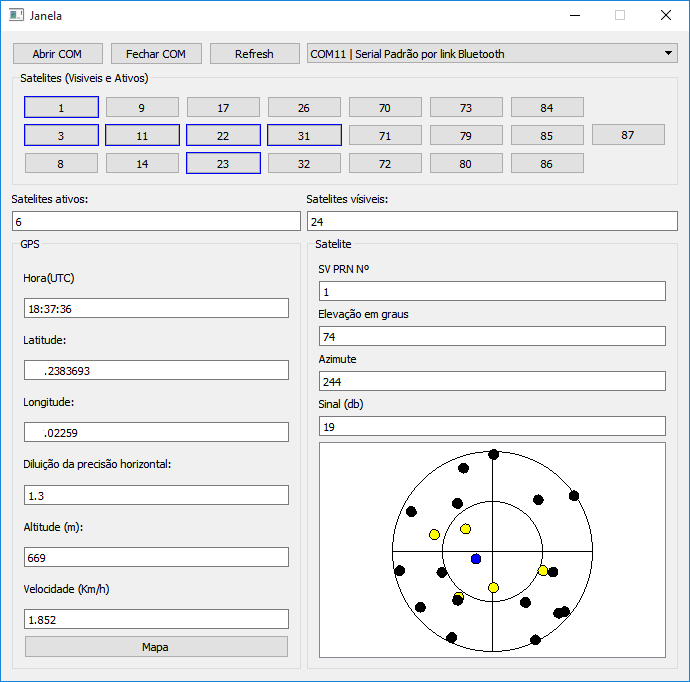 Janela
Abrir COM Fechar COM Refresh COM11 | Serial Padrão por link Bluetooth
Satelites (Visiveis e Ativos)
1 9 17 26 70 73 84
3 11 22 31 71 79 85 87
8 14 23 32 72 80 86
Satelites ativos: Satelites vísiveis:
6 24
GPS
Hora(UTC)
18:37:36
Latitude:
.2383693
Longitude:
.02259
Diluição da precisão horizontal:
1.3
Altitude (m):
669
Velocidade (Km/h)
1.852
Mapa
Satelite
SV PRN Nº
1
Elevação em graus
74
Azimute
244
Sinal (db)
19